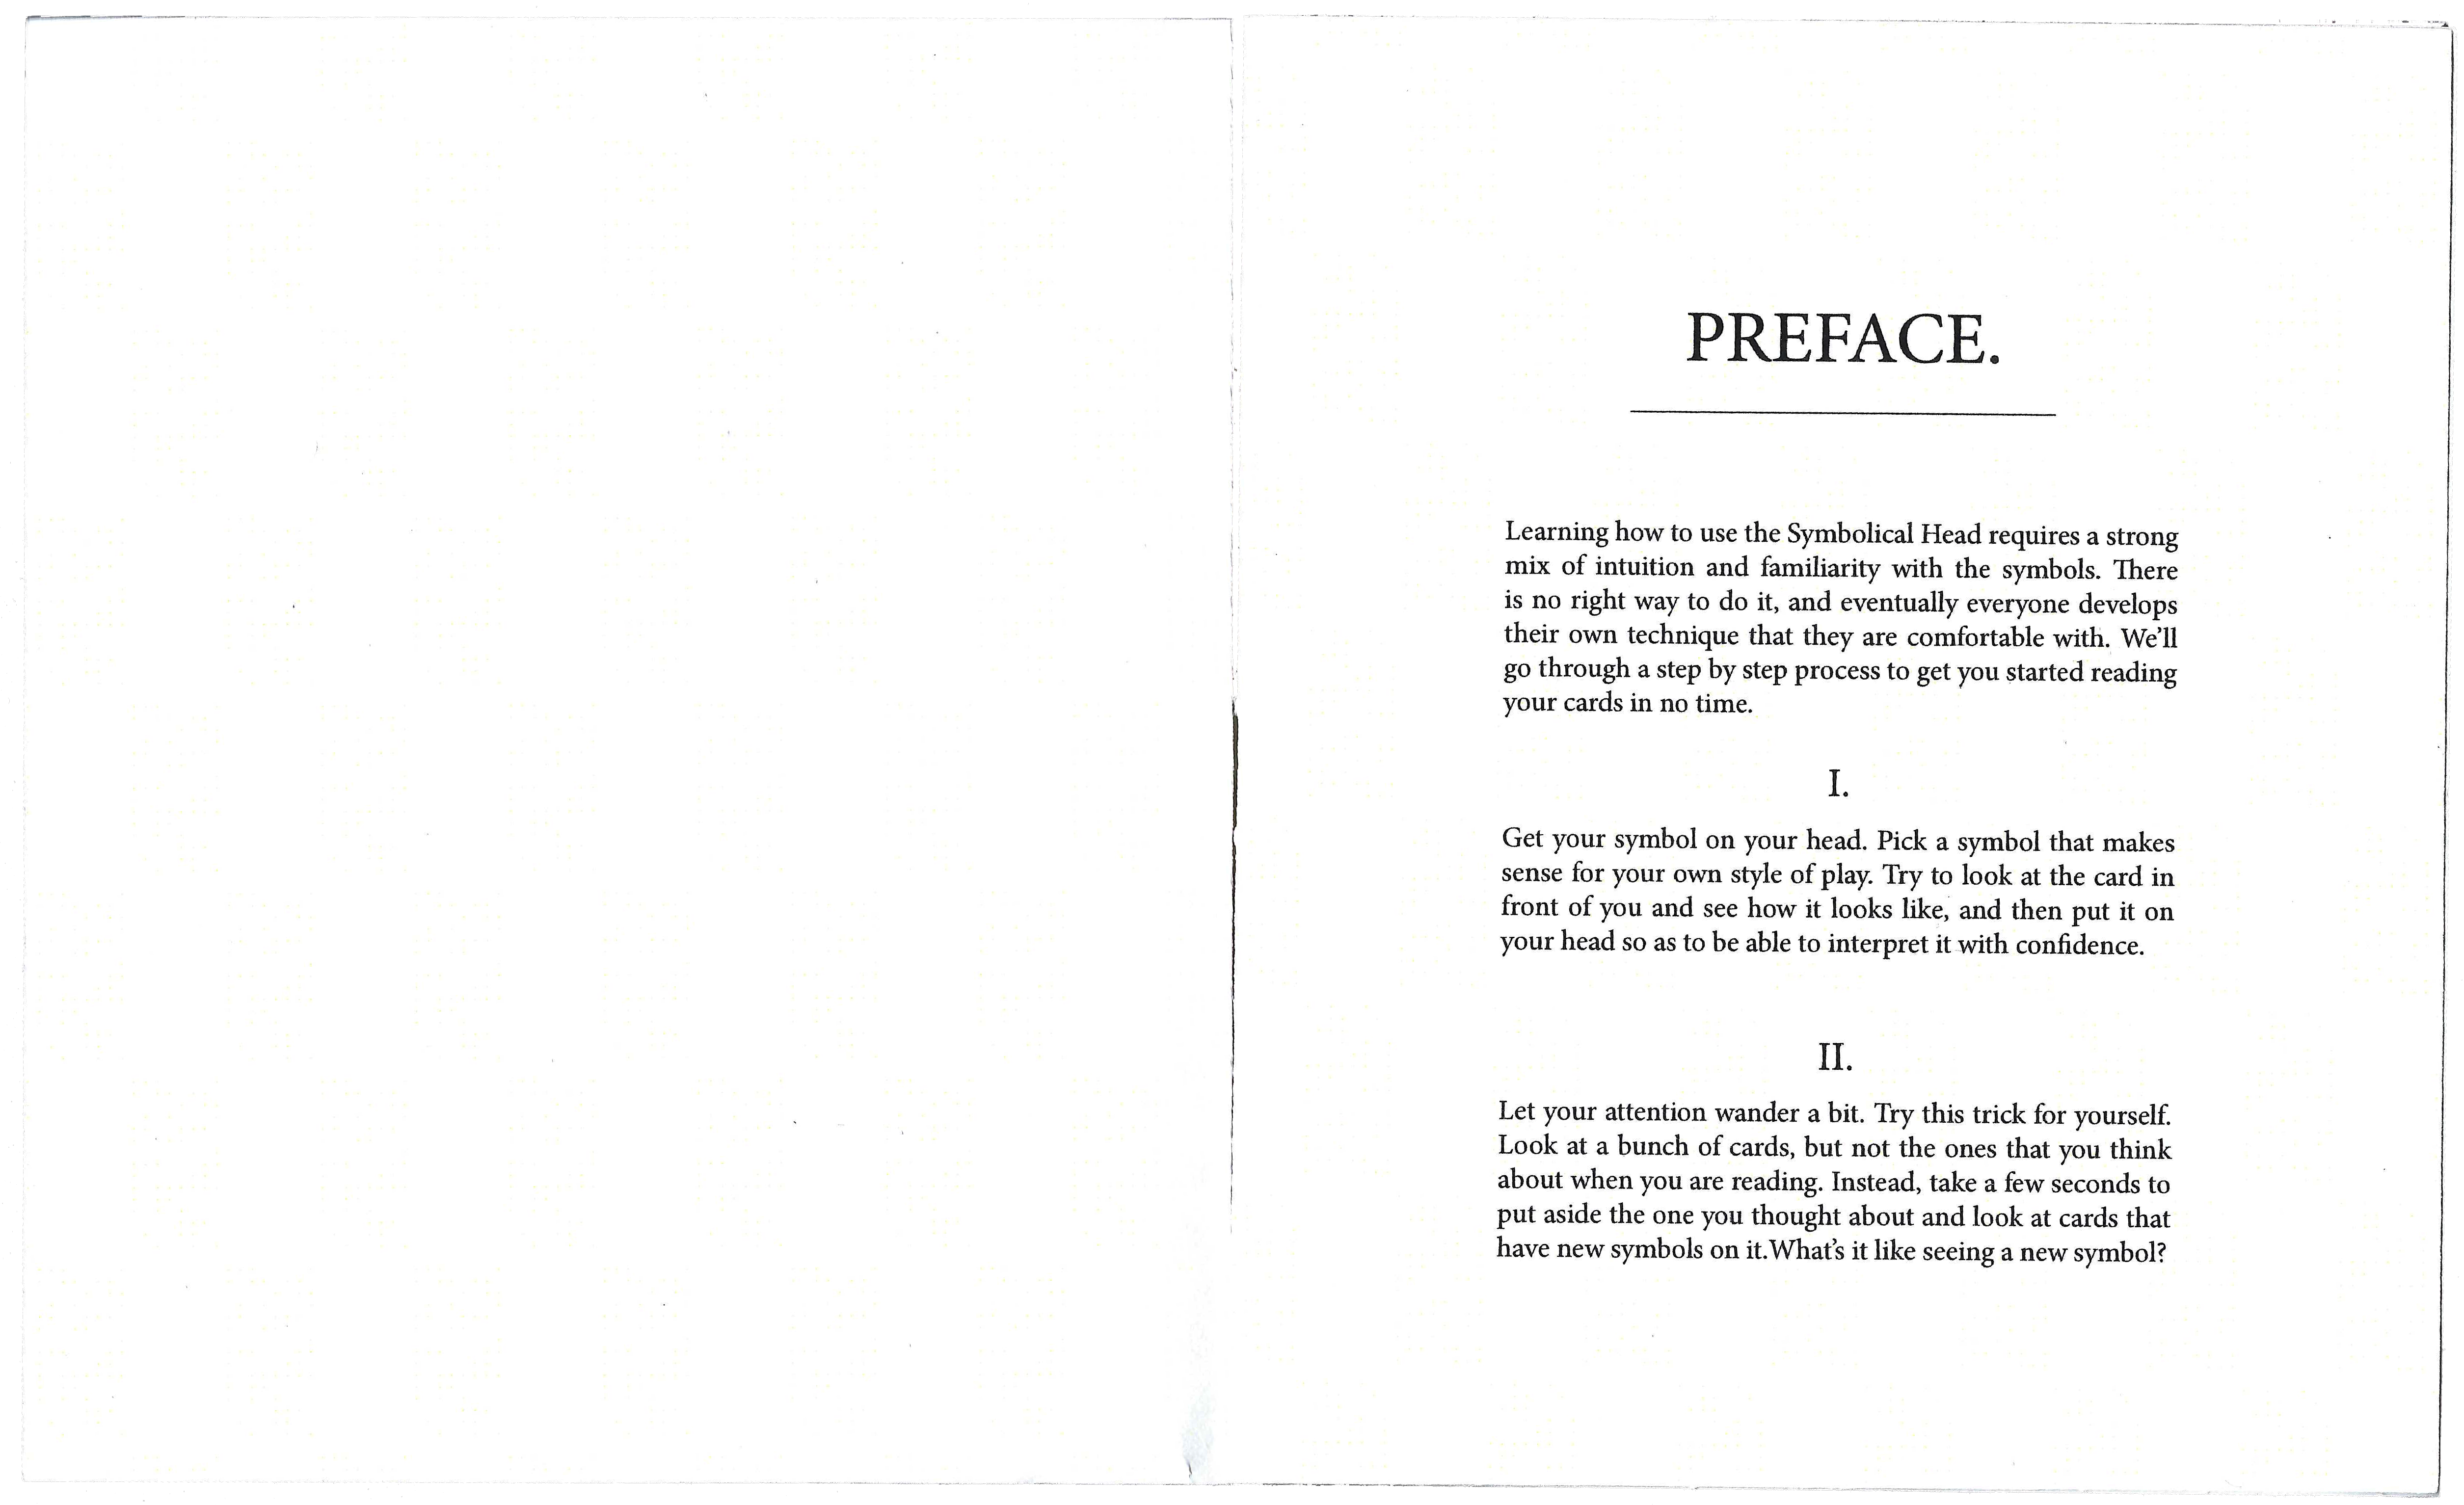 PREFACE.
Learning how to use the Symbolical Head requires a strong
mix of intuition and familiarity with the symbols. There
is no right way to do it, and eventually everyone develops
their own technique that they are comfortable with. We'll
go through a step by step process to get you started reading
your cards in no time.
I.
Get your symbol on your head. Pick a symbol that makes
sense for your own style of play. Try to look at the card in
front of you and see how it looks like, and then put it on
your head so as to be able to interpret it with confidence.
II.
Let your attention wander a bit. Try this trick for yourself.
Look at a bunch of cards, but not the ones that you think
about when you are reading. Instead, take a few seconds to
put aside the one you thought about and look at cards that
have new symbols on it.What's it like seeing a new symbol?